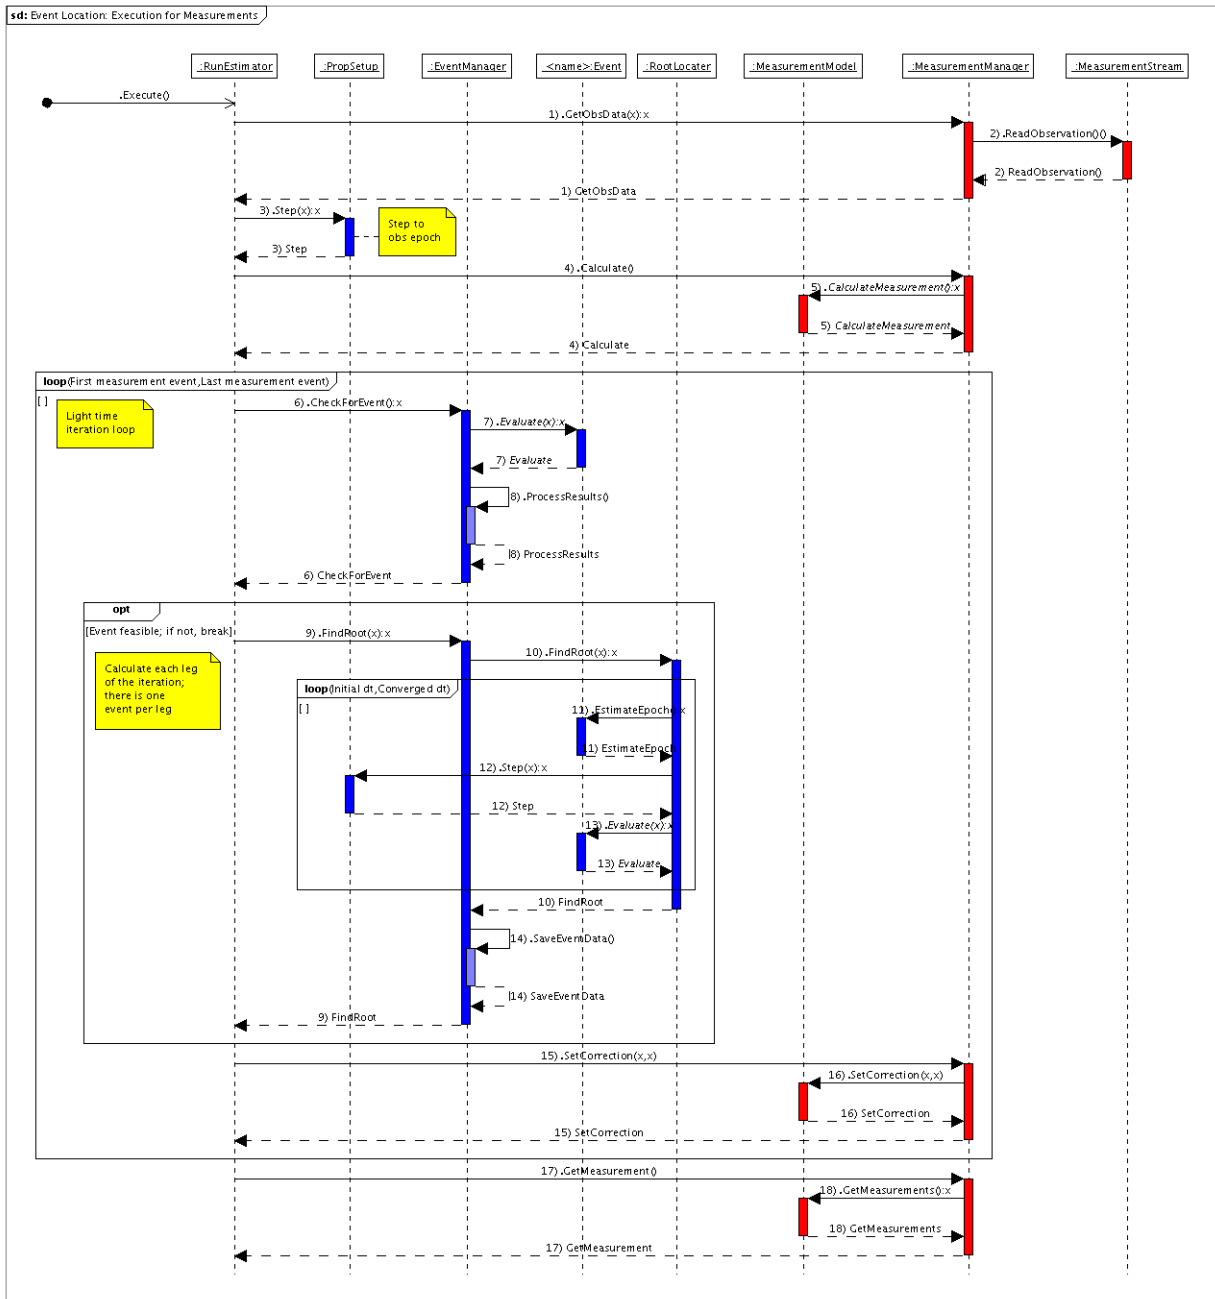 sd: Event Location: Execution for Measurements
:RunEstimator
:PropSetup
:EventManager
<name>:Event
:RootLocater
:MeasurementModel
:MeasurementManager
:MeasurementStream
.Execute()
1) .GetObsData(x):x
2) .ReadObservation()()
2) ReadObservation()
1) GetObsData
3) .Step(x):x
Step to
obs epoch
3) Step
4) .Calculate()
5) .CalculateMeasurement():x
5) CalculateMeasurement
4) Calculate
loop(First measurement event,Last measurement event)
[ ]
Light time
iteration loop
6) .CheckForEvent():x
7) .Evaluate(x):x
7) Evaluate
8) .ProcessResults()
8) ProcessResults
6) CheckForEvent
opt
[Event feasible; if not, break]
9) .FindRoot(x):x
Calculate each leg
of the iteration;
there is one
event per leg
10) .FindRoot(x):x
loop(Initial dt,Converged dt)
[ ]
11) .EstimateEpoch():x
11) EstimateEpoch
12) .Step(x):x
12) Step
13) .Evaluate(x):x
13) Evaluate
10) FindRoot
14) .SaveEventData()
14) SaveEventData
9) FindRoot
15) .SetCorrection(x,x)
16) .SetCorrection(x,x)
16) SetCorrection
15) SetCorrection
17) .GetMeasurement()
18) .GetMeasurements():x
18) GetMeasurements
17) GetMeasurement